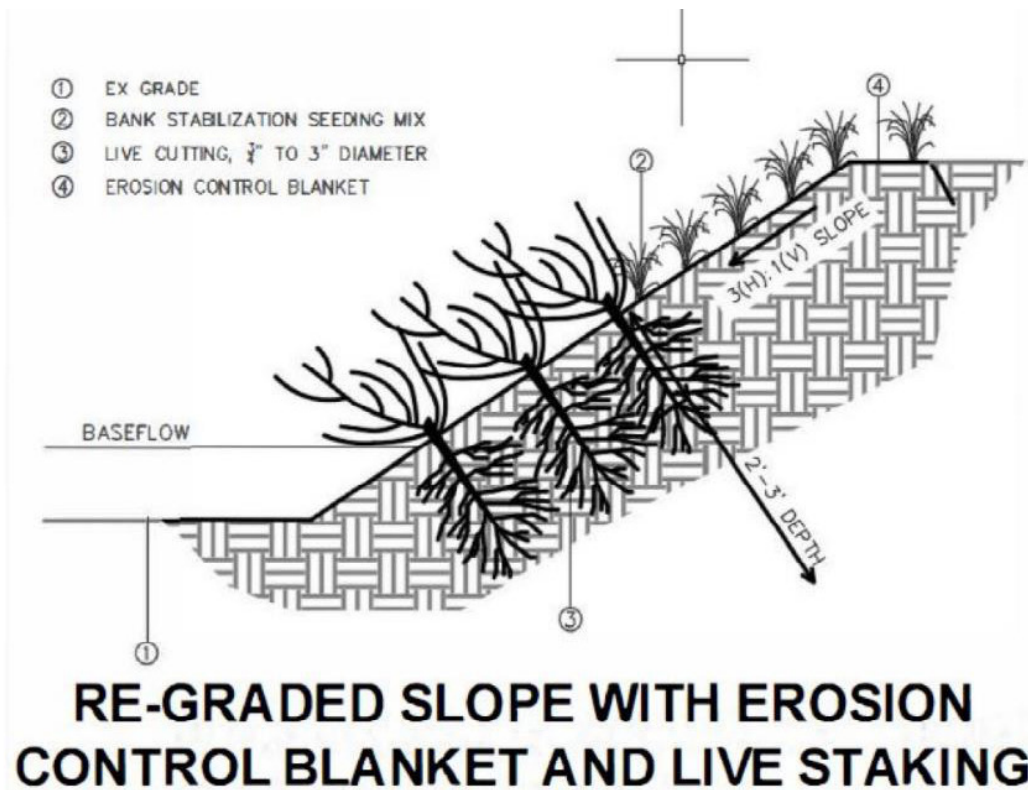 ① EX GRADE
② BANK STABILIZATION SEEDING MIX
③ LIVE CUTTING, ¾" TO 3" DIAMETER
④ EROSION CONTROL BLANKET
④
②
3(H):1(V) SLOPE
BASEFLOW
2'-3' DEPTH
③
①
RE-GRADED SLOPE WITH EROSION
CONTROL BLANKET AND LIVE STAKING